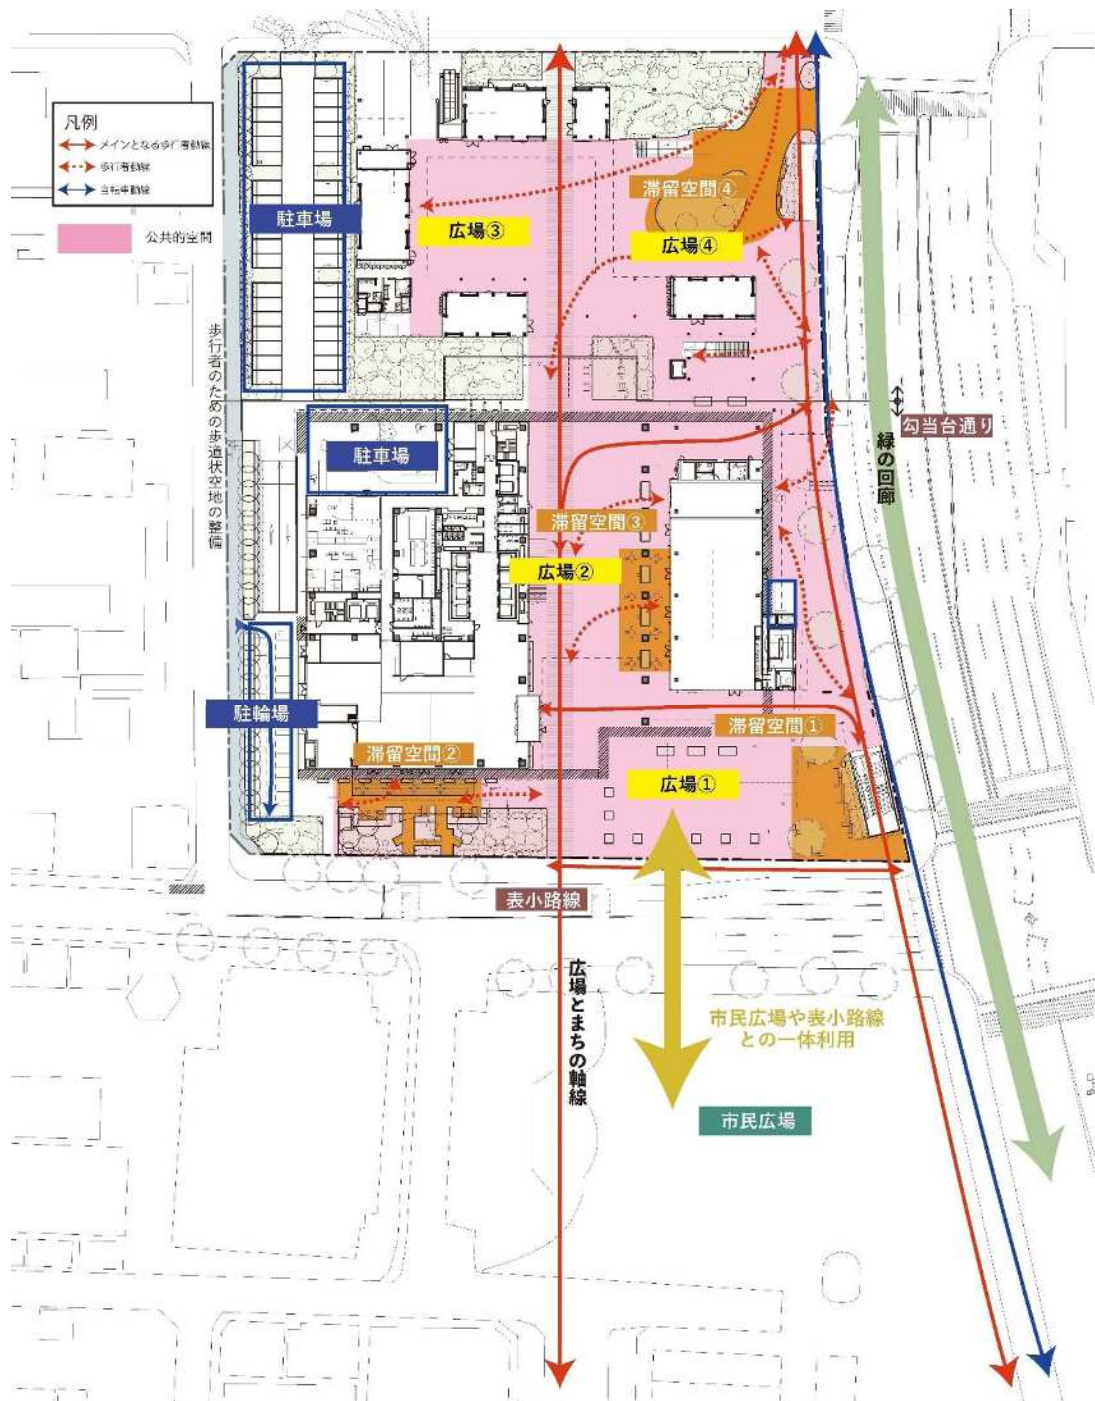 凡例
メインとなる歩行者動線
歩行者動線
自転車動線
公共的空間
駐車場
広場③
滞留空間④
広場④
歩行者のための歩道状空地の整備
駐車場
勾当台通り
緑の回廊
滞留空間③
広場②
駐輪場
滞留空間②
滞留空間①
広場①
表小路線
広場とまちの軸線
市民広場や表小路線
との一体利用
市民広場